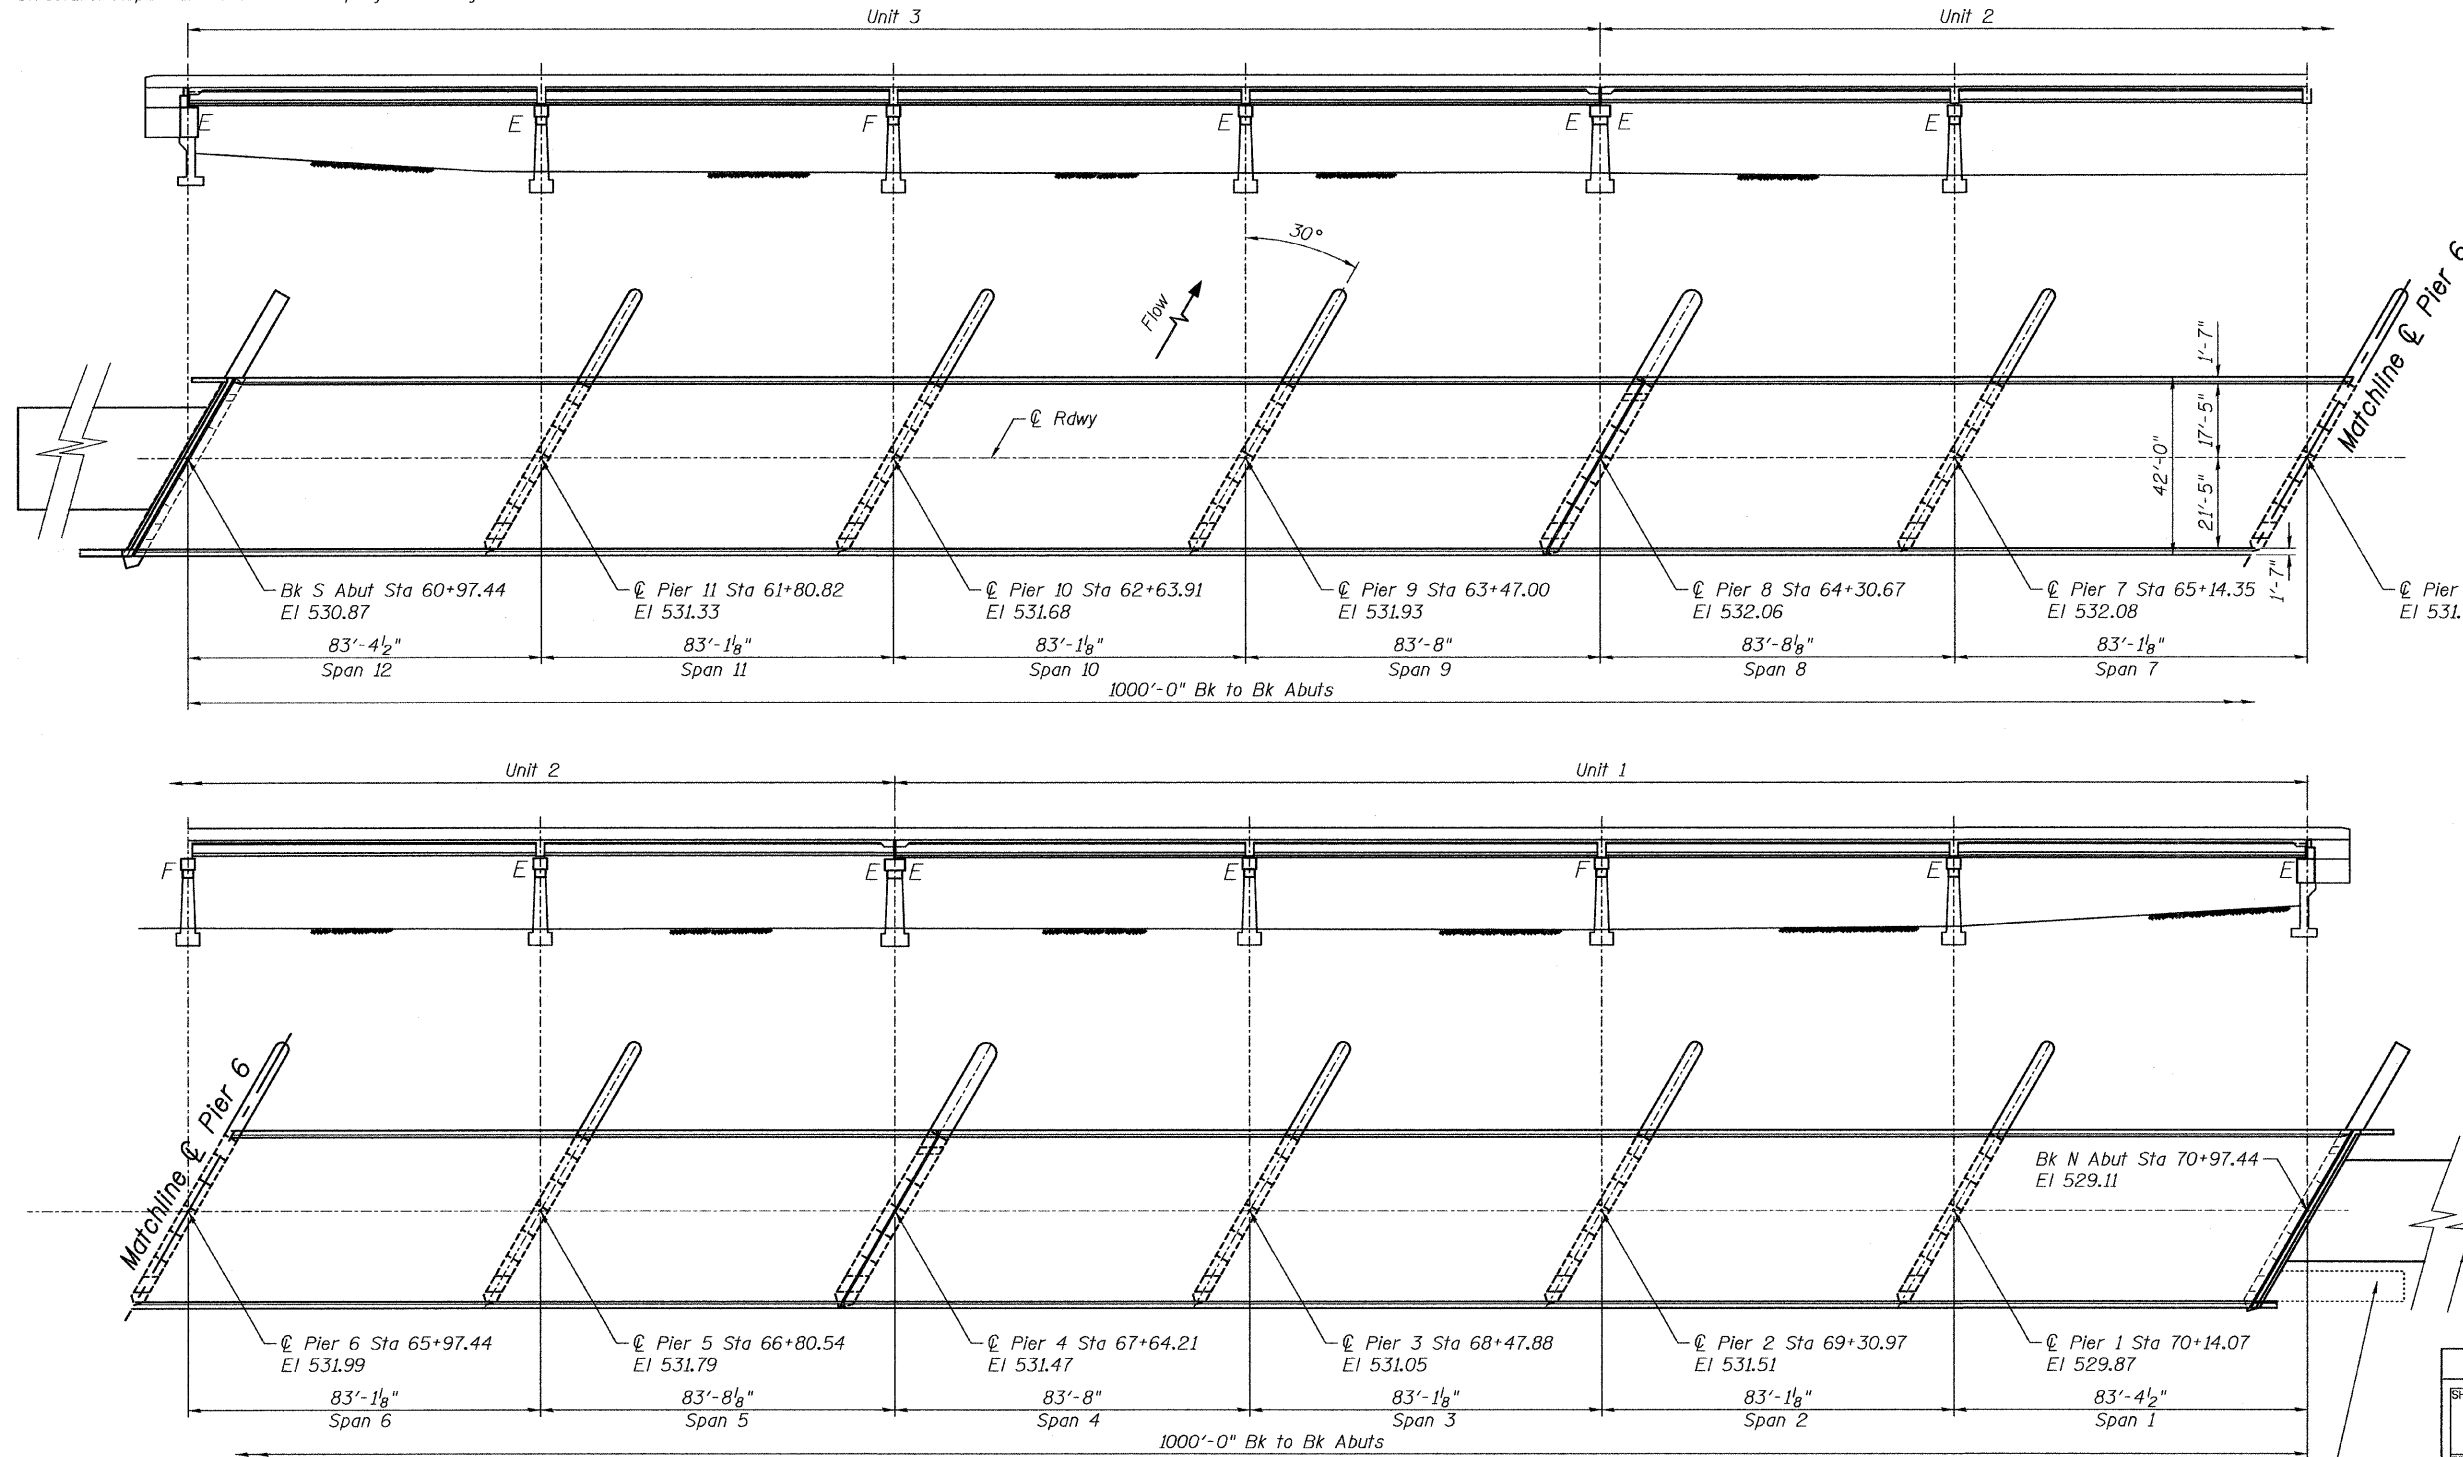 Unit 3
Unit 2
E
E
F
E
E
E
E
30°
Flow
Matchline ℄ Pier 6
℄ Rdwy
1'-7"
17'-5"
42'-0"
21'-5"
1'-7"
Bk S Abut Sta 60+97.44
El 530.87
℄ Pier 11 Sta 61+80.82
El 531.33
℄ Pier 10 Sta 62+63.91
El 531.68
℄ Pier 9 Sta 63+47.00
El 531.93
℄ Pier 8 Sta 64+30.67
El 532.06
℄ Pier 7 Sta 65+14.35
El 532.08
℄ Pier
El 531.
83'-4½"
Span 12
83'-1⅛"
Span 11
83'-1⅛"
Span 10
83'-8"
Span 9
83'-8⅛"
Span 8
83'-1⅛"
Span 7
1000'-0" Bk to Bk Abuts
Unit 2
Unit 1
F
E
E
E
E
F
E
E
Matchline ℄ Pier 6
Bk N Abut Sta 70+97.44
El 529.11
℄ Pier 6 Sta 65+97.44
El 531.99
℄ Pier 5 Sta 66+80.54
El 531.79
℄ Pier 4 Sta 67+64.21
El 531.47
℄ Pier 3 Sta 68+47.88
El 531.05
℄ Pier 2 Sta 69+30.97
El 531.51
℄ Pier 1 Sta 70+14.07
El 529.87
83'-1⅛"
Span 6
83'-8⅛"
Span 5
83'-8"
Span 4
83'-1⅛"
Span 3
83'-1⅛"
Span 2
83'-4½"
Span 1
1000'-0" Bk to Bk Abuts